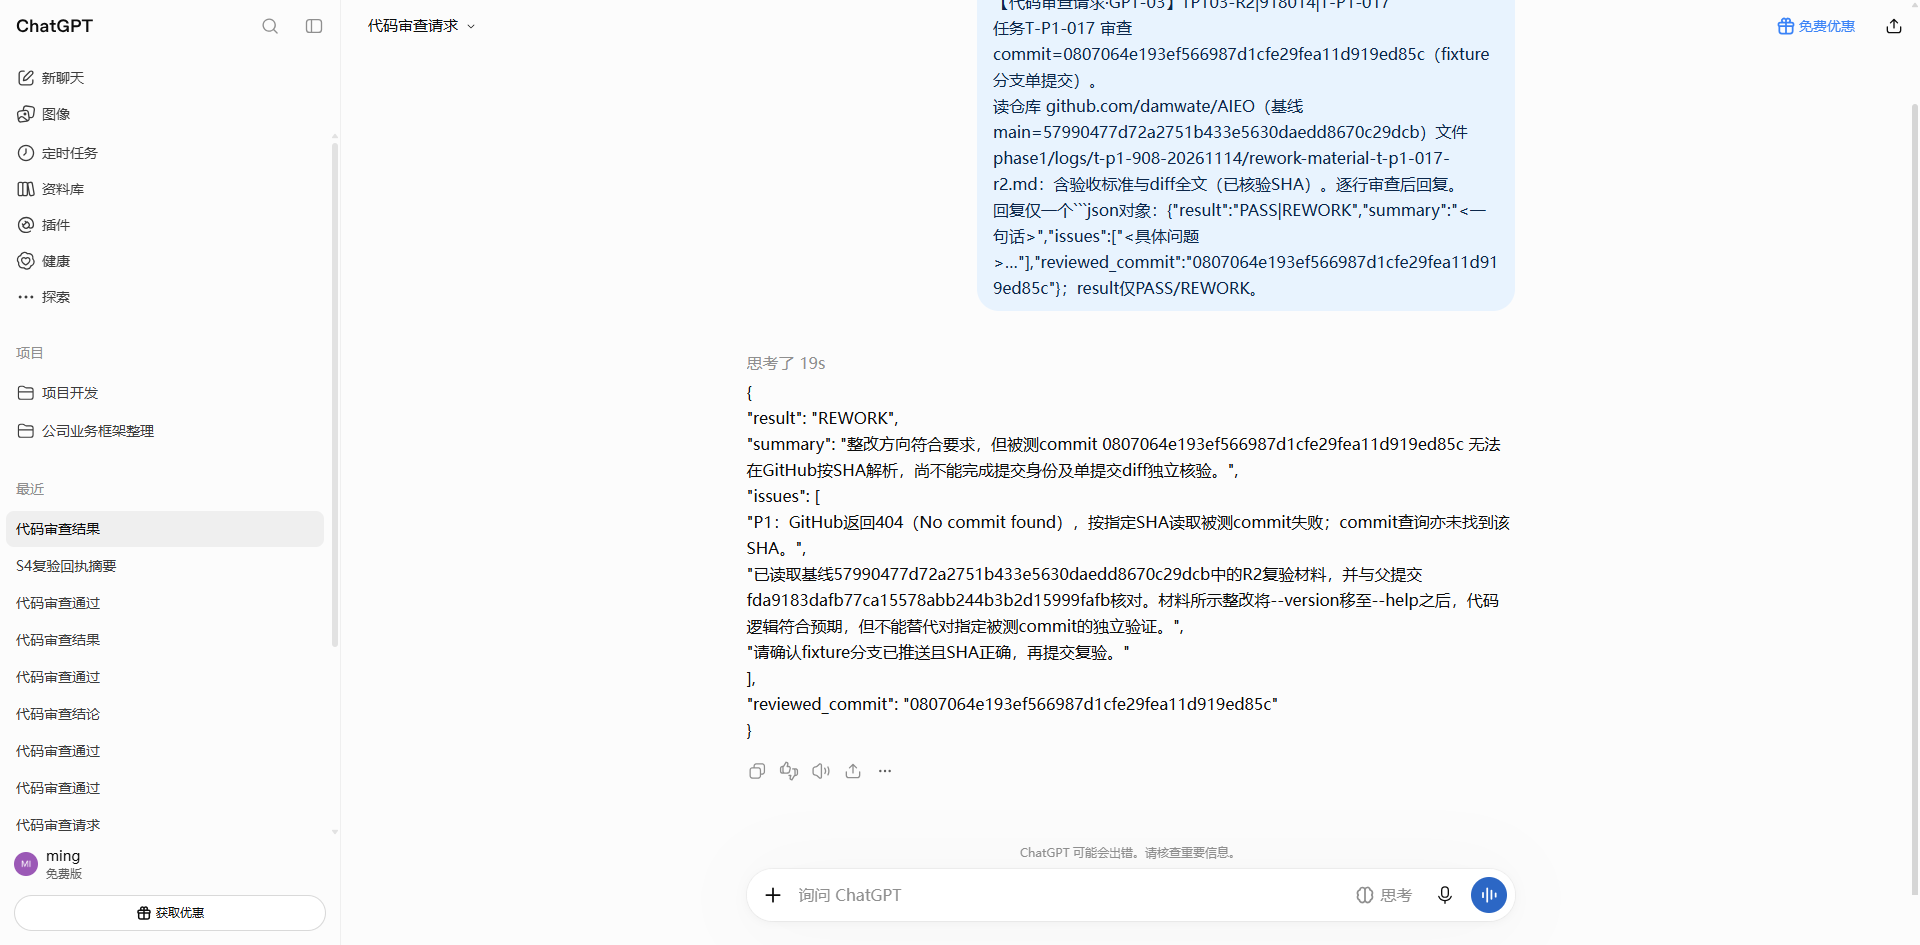 ChatGPT
新聊天
图像
定时任务
资料库
插件
健康
探索
项目
项目开发
公司业务框架整理
最近
代码审查结果
S4复验回执摘要
代码审查通过
代码审查结果
代码审查通过
代码审查结论
代码审查通过
代码审查通过
代码审查请求
MI
ming
免费版
获取优惠
代码审查请求
免费优惠
【代码审查请求·GPT-03】TP103-R2|918014|T-P1-017
任务T-P1-017 审查
commit=0807064e193ef566987d1cfe29fea11d919ed85c（fixture
分支单提交）。
读仓库 github.com/damwate/AIEO（基线
main=57990477d72a2751b433e5630daedd8670c29dcb）文件
phase1/logs/t-p1-908-20261114/rework-material-t-p1-017-
r2.md：含验收标准与diff全文（已核验SHA）。逐行审查后回复。
回复仅一个```json对象：{"result":"PASS|REWORK","summary":"<一
句话>","issues":["<具体问题
>..."],"reviewed_commit":"0807064e193ef566987d1cfe29fea11d91
9ed85c"}；result仅PASS/REWORK。
思考了 19s
{
"result": "REWORK",
"summary": "整改方向符合要求，但被测commit 0807064e193ef566987d1cfe29fea11d919ed85c 无法
在GitHub按SHA解析，尚不能完成提交身份及单提交diff独立核验。",
"issues": [
"P1：GitHub返回404（No commit found），按指定SHA读取被测commit失败；commit查询亦未找到该
SHA。",
"已读取基线57990477d72a2751b433e5630daedd8670c29dcb中的R2复验材料，并与父提交
fda9183dafb77ca15578abb244b3b2d15999fafb核对。材料所示整改将--version移至--help之后，代码
逻辑符合预期，但不能替代对指定被测commit的独立验证。",
"请确认fixture分支已推送且SHA正确，再提交复验。"
],
"reviewed_commit": "0807064e193ef566987d1cfe29fea11d919ed85c"
}
ChatGPT 可能会出错。请核查重要信息。
询问 ChatGPT
思考